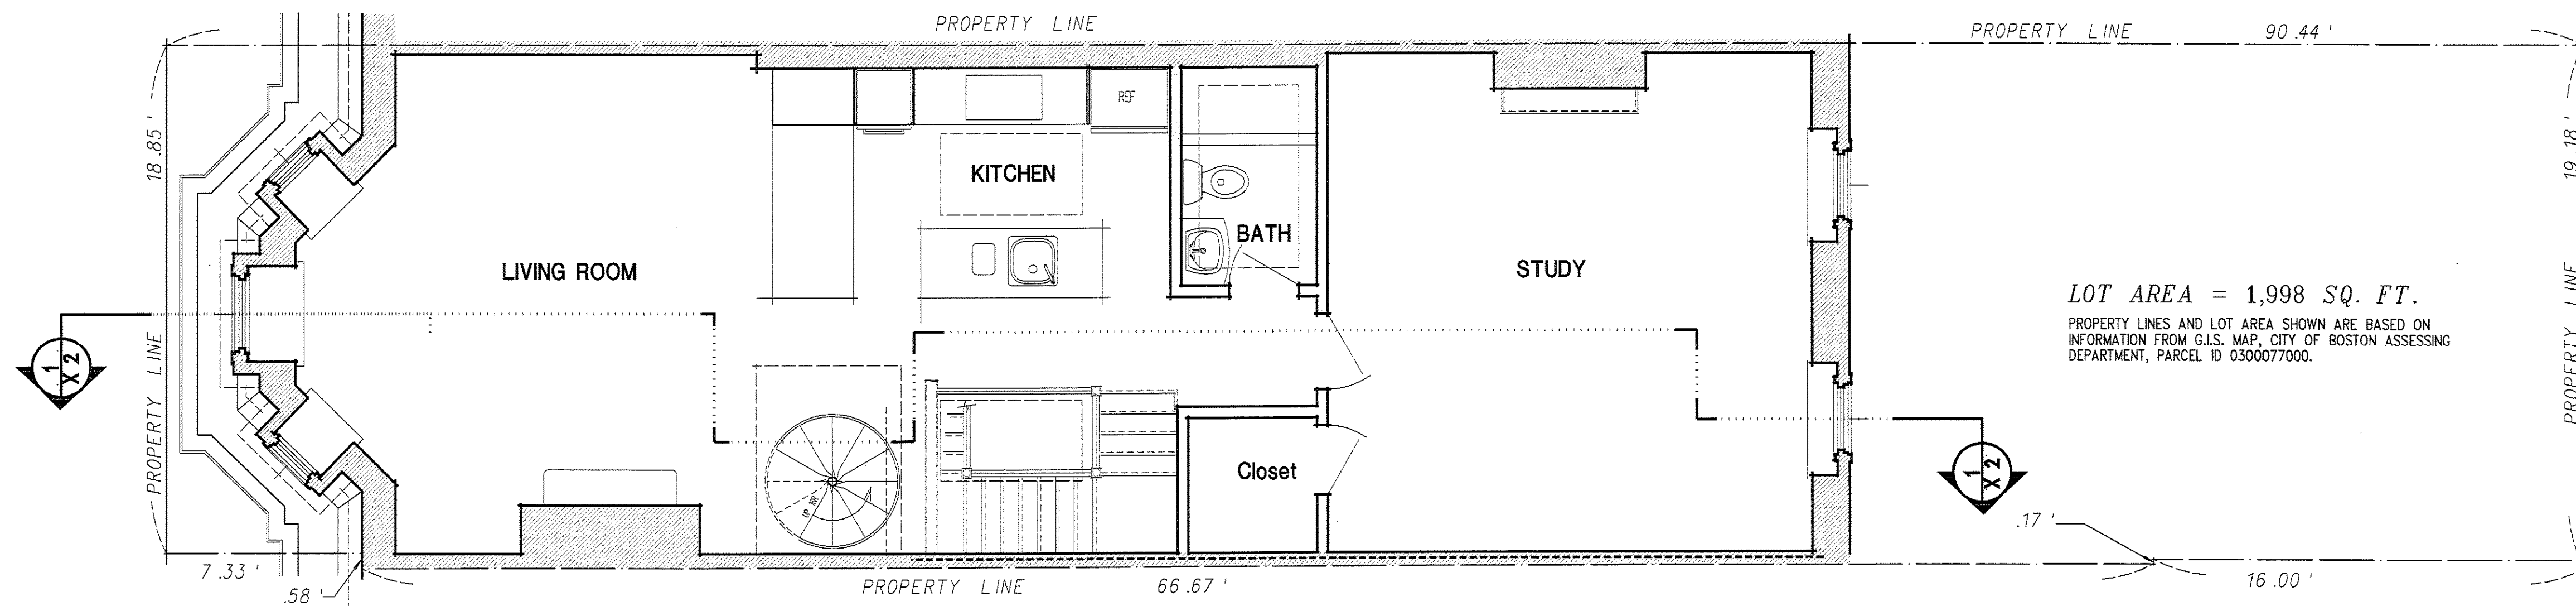 PROPERTY LINE
PROPERTY LINE 90.44 '
18.85 '
19.18 '
REF
KITCHEN
BATH
LIVING ROOM
STUDY
LOT AREA = 1,998 SQ. FT.
PROPERTY LINES AND LOT AREA SHOWN ARE BASED ON
INFORMATION FROM G.I.S. MAP, CITY OF BOSTON ASSESSING
DEPARTMENT, PARCEL ID 0300077000.
PROPERTY LINE
PROPERTY LINE
1
X 2
1
X 2
Closet
UP
.17 '
7.33 '
.58 '
PROPERTY LINE 66.67 '
16.00 '